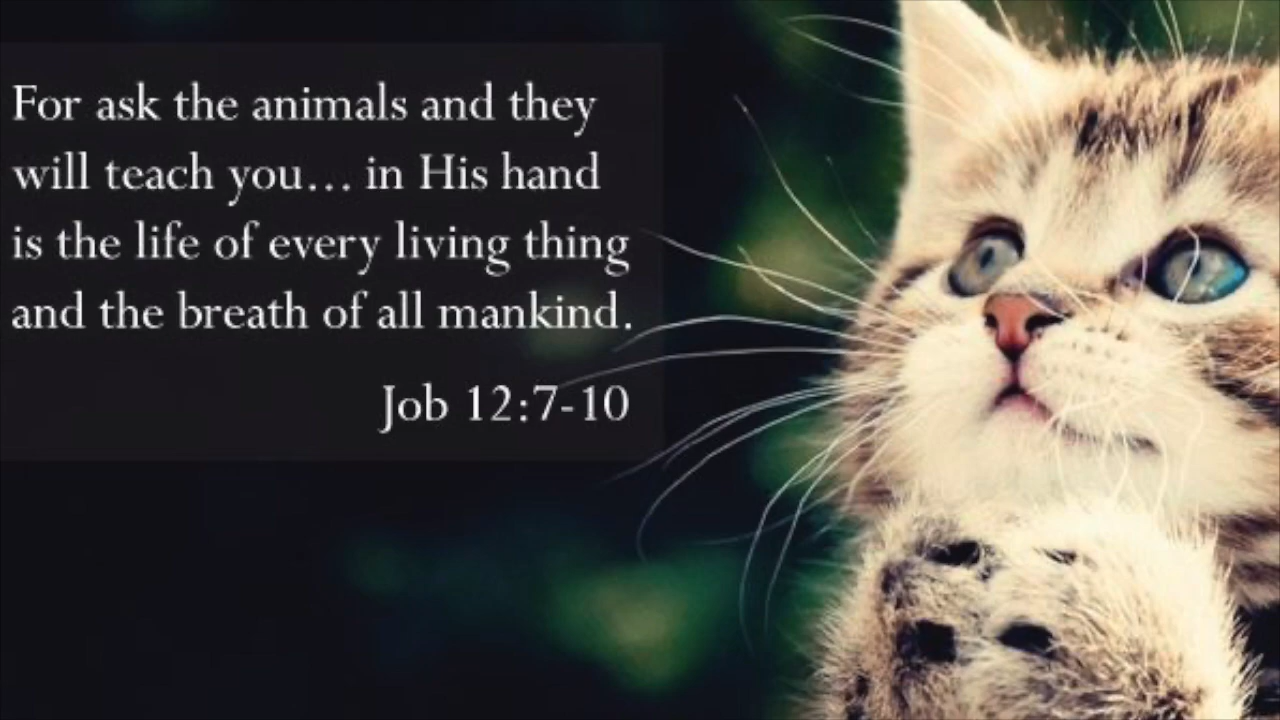 For ask the animals and they
will teach you... in His hand
is the life of every living thing
and the breath of all mankind.
Job 12:7-10